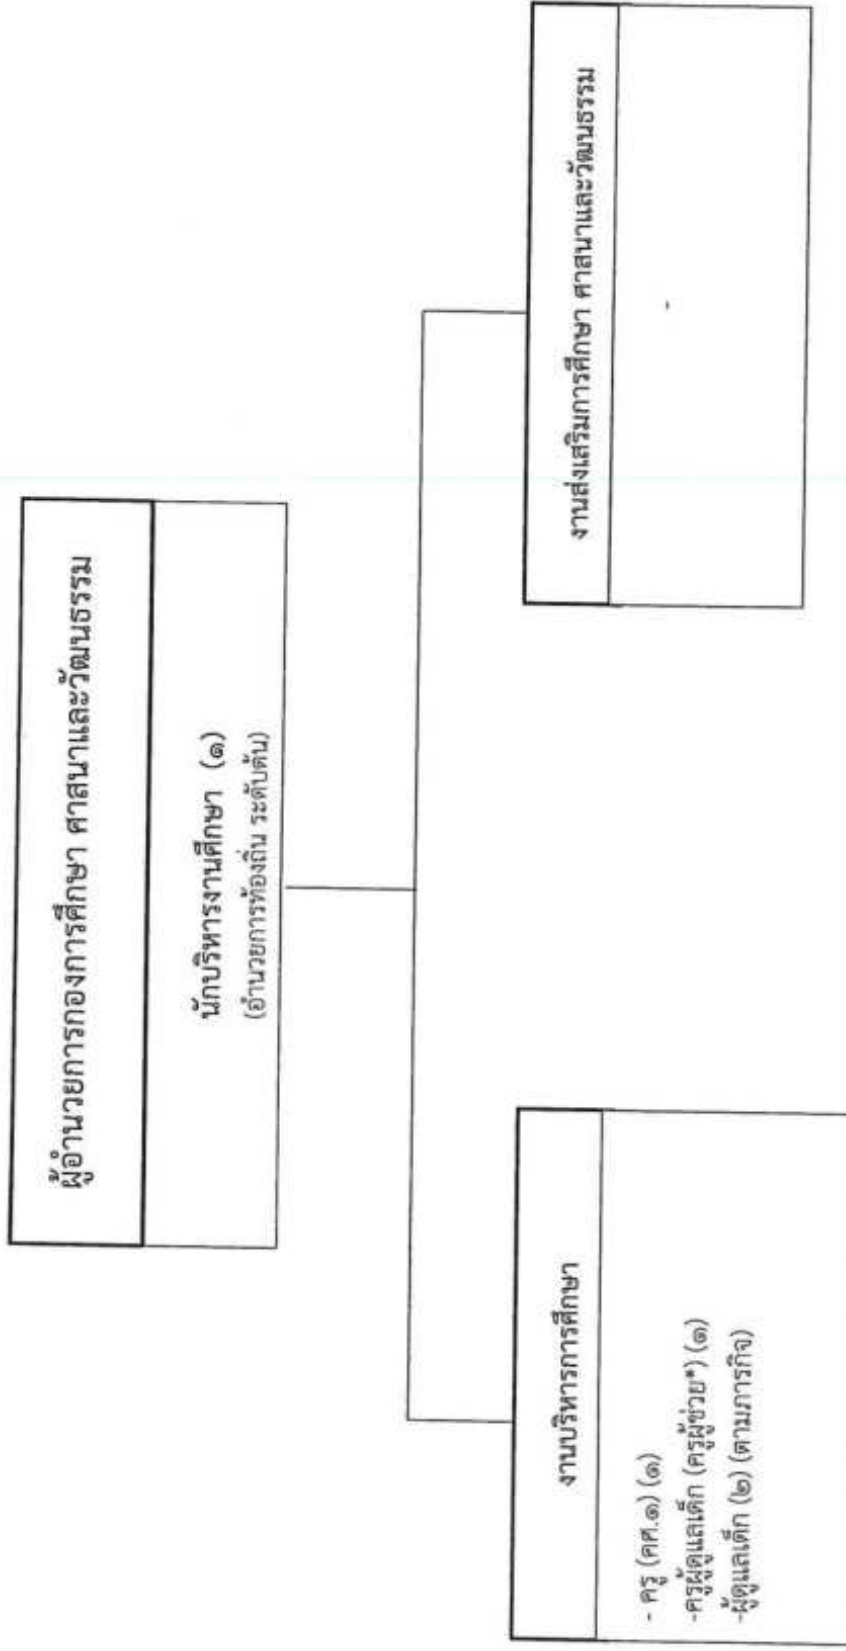 ผู้อำนวยการกองการศึกษา ศาสนาและวัฒนธรรม
นักบริหารงานศึกษา (๑)
(อำนวยการท้องถิ่น ระดับต้น)
งานบริหารการศึกษา
- ครู (คศ.๑) (๑)
-ครูผู้ดูแลเด็ก (ครูผู้ช่วย*) (๑)
-ผู้ดูแลเด็ก (๒) (ตามภารกิจ)
งานส่งเสริมการศึกษา ศาสนาและวัฒนธรรม
-